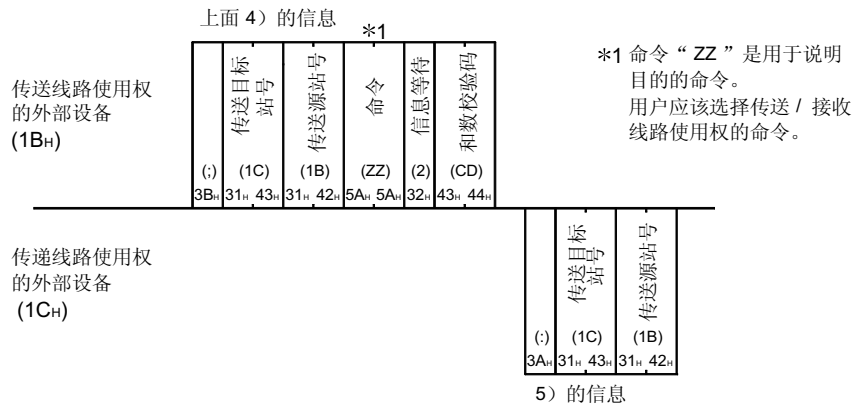 上面 4）的信息
*1
*1 命令“ ZZ ”是用于说明
目的的命令。
用户应该选择传送 / 接收
线路使用权的命令。
传送线路使用权
的外部设备
(1BH)
传送目标
站号
传送源站号
命令
信息等待
和数校验码
(;) (1C) (1B) (ZZ) (2) (CD)
3BH 31H 43H 31H 42H 5AH 5AH 32H 43H 44H
传递线路使用权
的外部设备
(1CH)
传送目标
站号
传送源站号
(:) (1C) (1B)
3AH 31H 43H 31H 42H
5）的信息